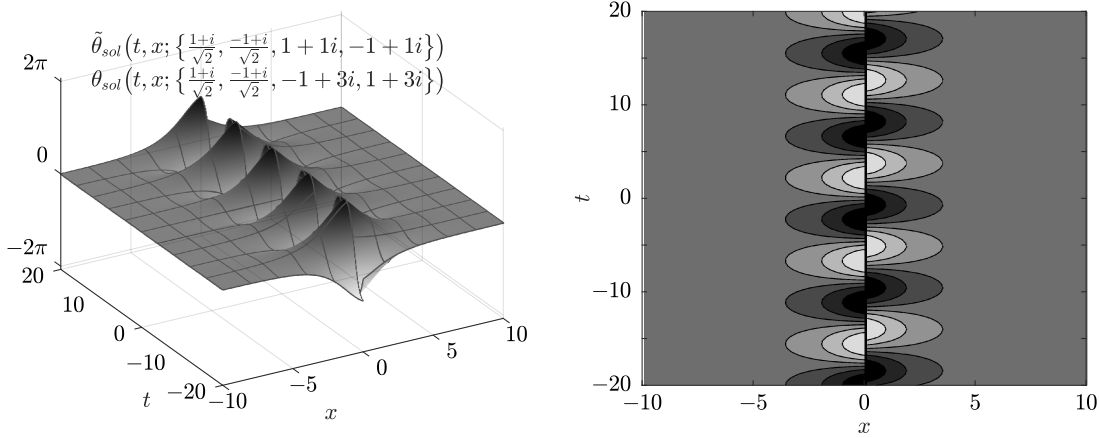 θ̃_sol(t, x; {(1+i)/√2, (−1+i)/√2, 1 + 1i, −1 + 1i})
θ_sol(t, x; {(1+i)/√2, (−1+i)/√2, −1 + 3i, 1 + 3i})
2π
0
−2π
20
10
0
−10
−20
t
−10
−5
0
5
10
x
20
10
0
−10
−20
t
−10
−5
0
5
10
x